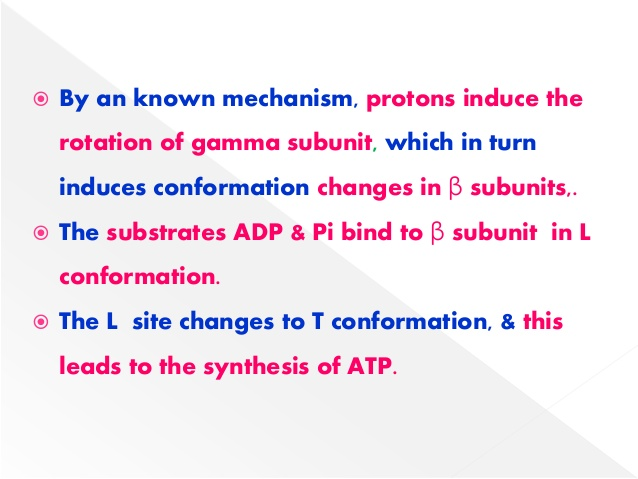 By an known mechanism, protons induce the
rotation of gamma subunit, which in turn
induces conformation changes in β subunits,.
The substrates ADP & Pi bind to β subunit in L
conformation.
The L site changes to T conformation, & this
leads to the synthesis of ATP.